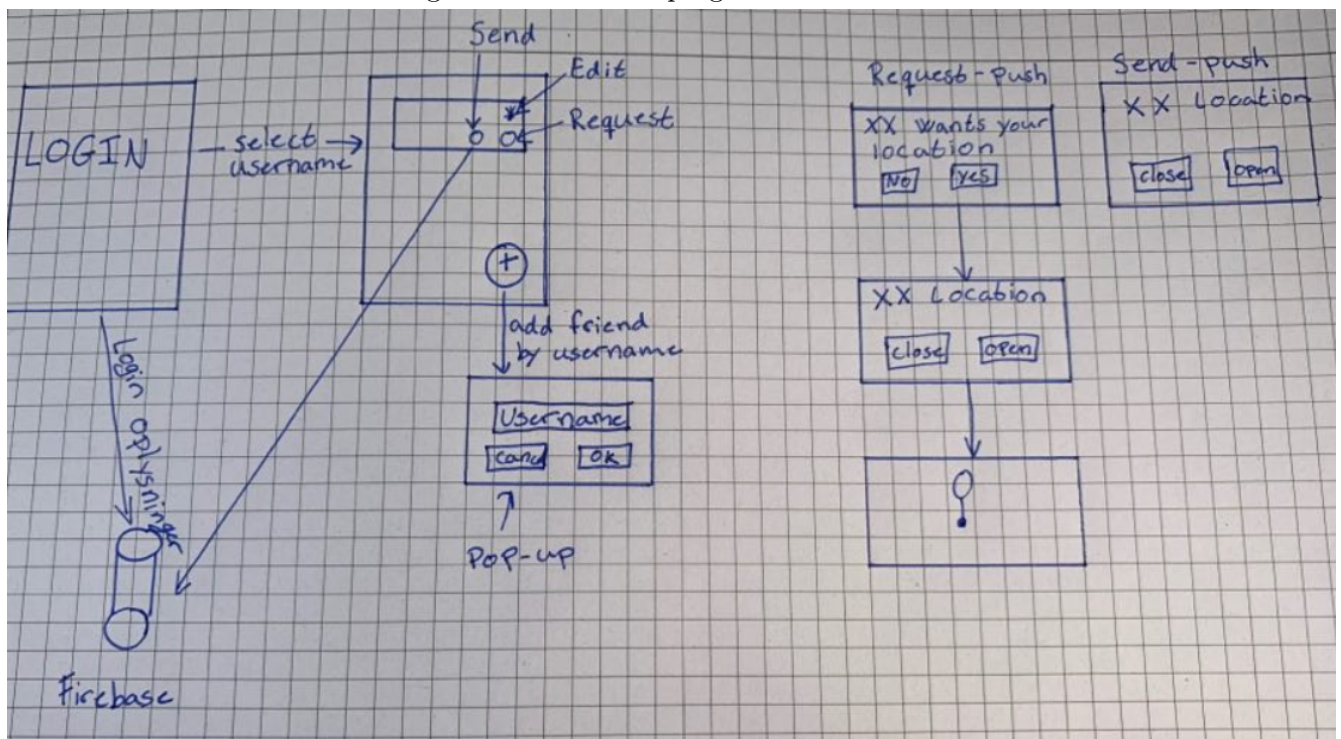 Send
Edit
Request
LOGIN
select
username
add friend
by username
Username
Canc
OK
Pop-up
Login oplysninger
Firebase
Request-push
XX wants your
location
No
yes
XX Location
close
open
Send-push
XX Location
close
open